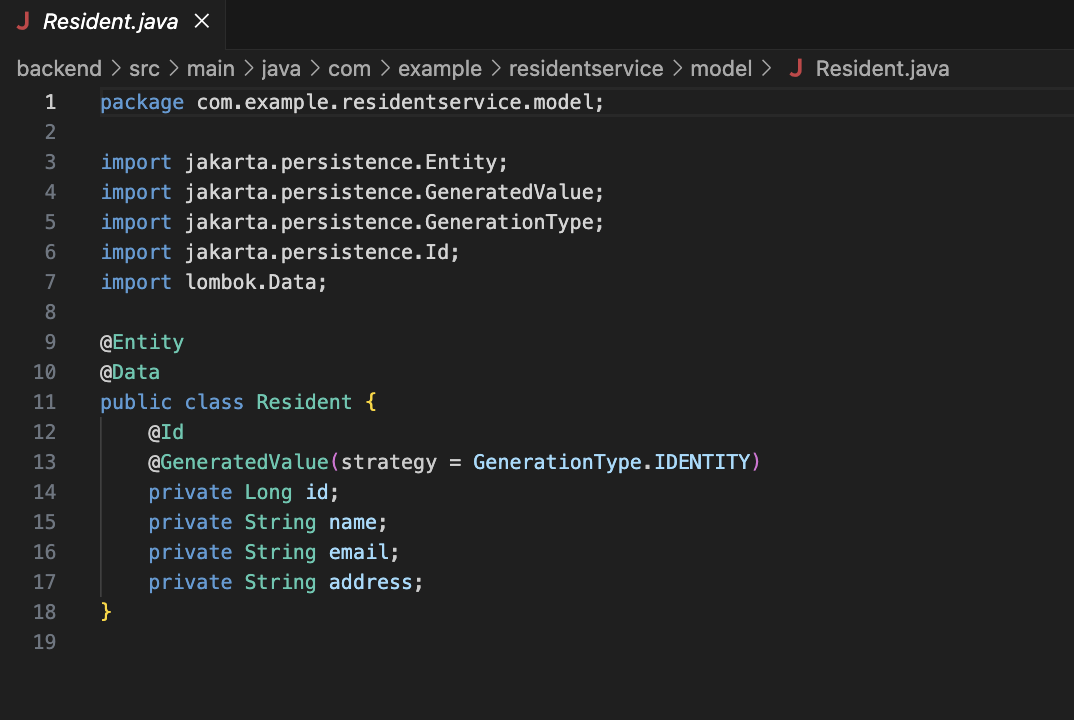 Resident.java
backend > src > main > java > com > example > residentservice > model > Resident.java
1 package com.example.residentservice.model;
2
3 import jakarta.persistence.Entity;
4 import jakarta.persistence.GeneratedValue;
5 import jakarta.persistence.GenerationType;
6 import jakarta.persistence.Id;
7 import lombok.Data;
8
9 @Entity
10 @Data
11 public class Resident {
12     @Id
13     @GeneratedValue(strategy = GenerationType.IDENTITY)
14     private Long id;
15     private String name;
16     private String email;
17     private String address;
18 }
19